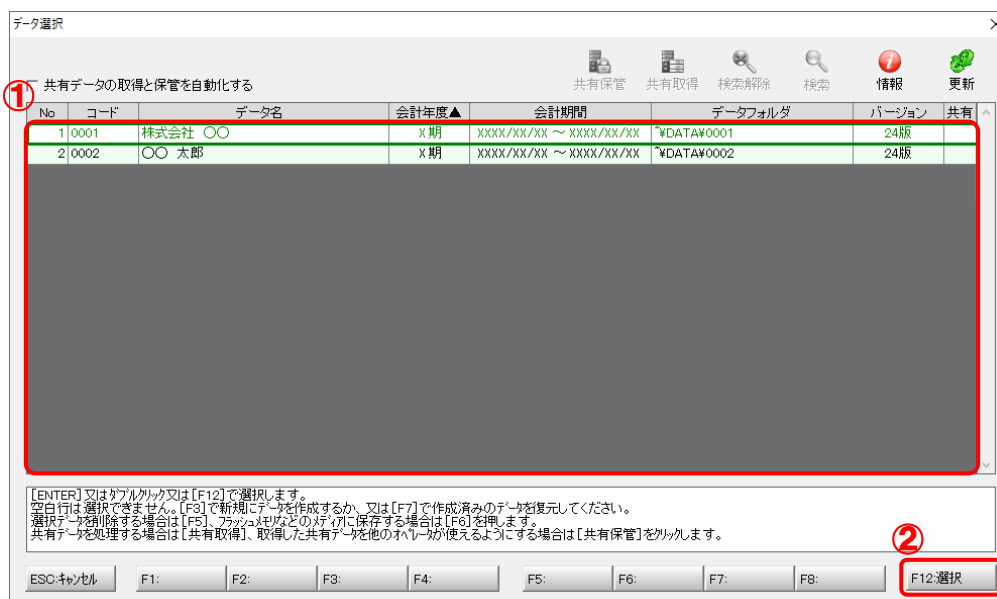 データ選択
共有保管 共有取得 検索解除 検索 情報 更新
① 共有データの取得と保管を自動化する
No コード データ名 会計年度▲ 会計期間 データフォルダ バージョン 共有
1 0001 株式会社 〇〇 X期 XXXX/XX/XX ～ XXXX/XX/XX ~¥DATA¥0001 24版
2 0002 〇〇 太郎 X期 XXXX/XX/XX ～ XXXX/XX/XX ~¥DATA¥0002 24版
[ENTER]又はダブルクリック又は[F12]で選択します。
空白行は選択できません。[F3]で新規にデータを作成するか、又は[F7]で作成済みのデータを復元してください。
選択データを削除する場合は[F5]、フラッシュメモリなどのメディアに保存する場合は[F6]を押します。
共有データを処理する場合は[共有取得]、取得した共有データを他のオペレータが使えるようにする場合は[共有保管]をクリックします。
②
ESC:キャンセル F1: F2: F3: F4: F5: F6: F7: F8: F12:選択